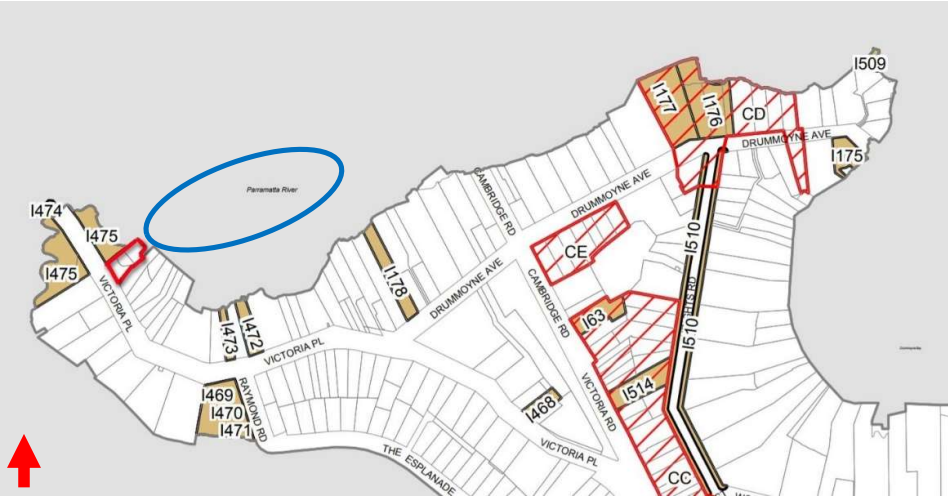 I509
I177
I176
CD
DRUMMOYNE AVE
I175
Parramatta River
CAMBRIDGE RD
DRUMMOYNE AVE
I474
I475
I475
VICTORIA PL
I178
DRUMMOYNE AVE
CE
I510
CAMBRIDGE RD
I63
I510
I473
I472
VICTORIA PL
RAYMOND RD
I469
I470
I471
I468
I514
VICTORIA RD
VICTORIA PL
THE ESPLANADE
CC